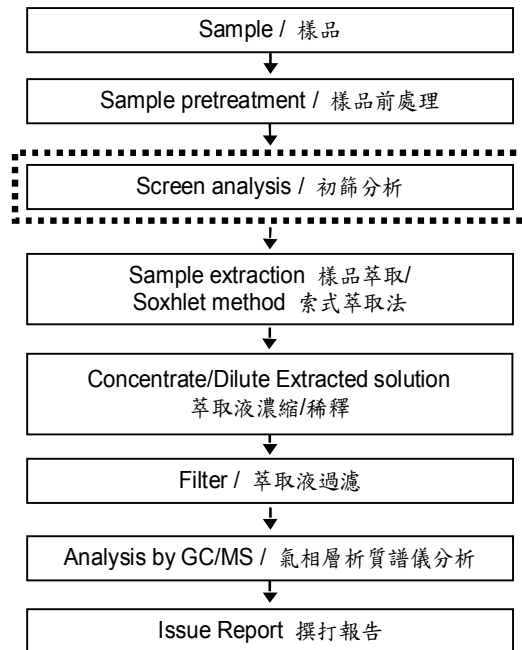 Sample / 樣品
Sample pretreatment / 樣品前處理
Screen analysis / 初篩分析
Sample extraction 樣品萃取/
Soxhlet method 索式萃取法
Concentrate/Dilute Extracted solution
萃取液濃縮/稀釋
Filter / 萃取液過濾
Analysis by GC/MS / 氣相層析質譜儀分析
Issue Report 撰打報告